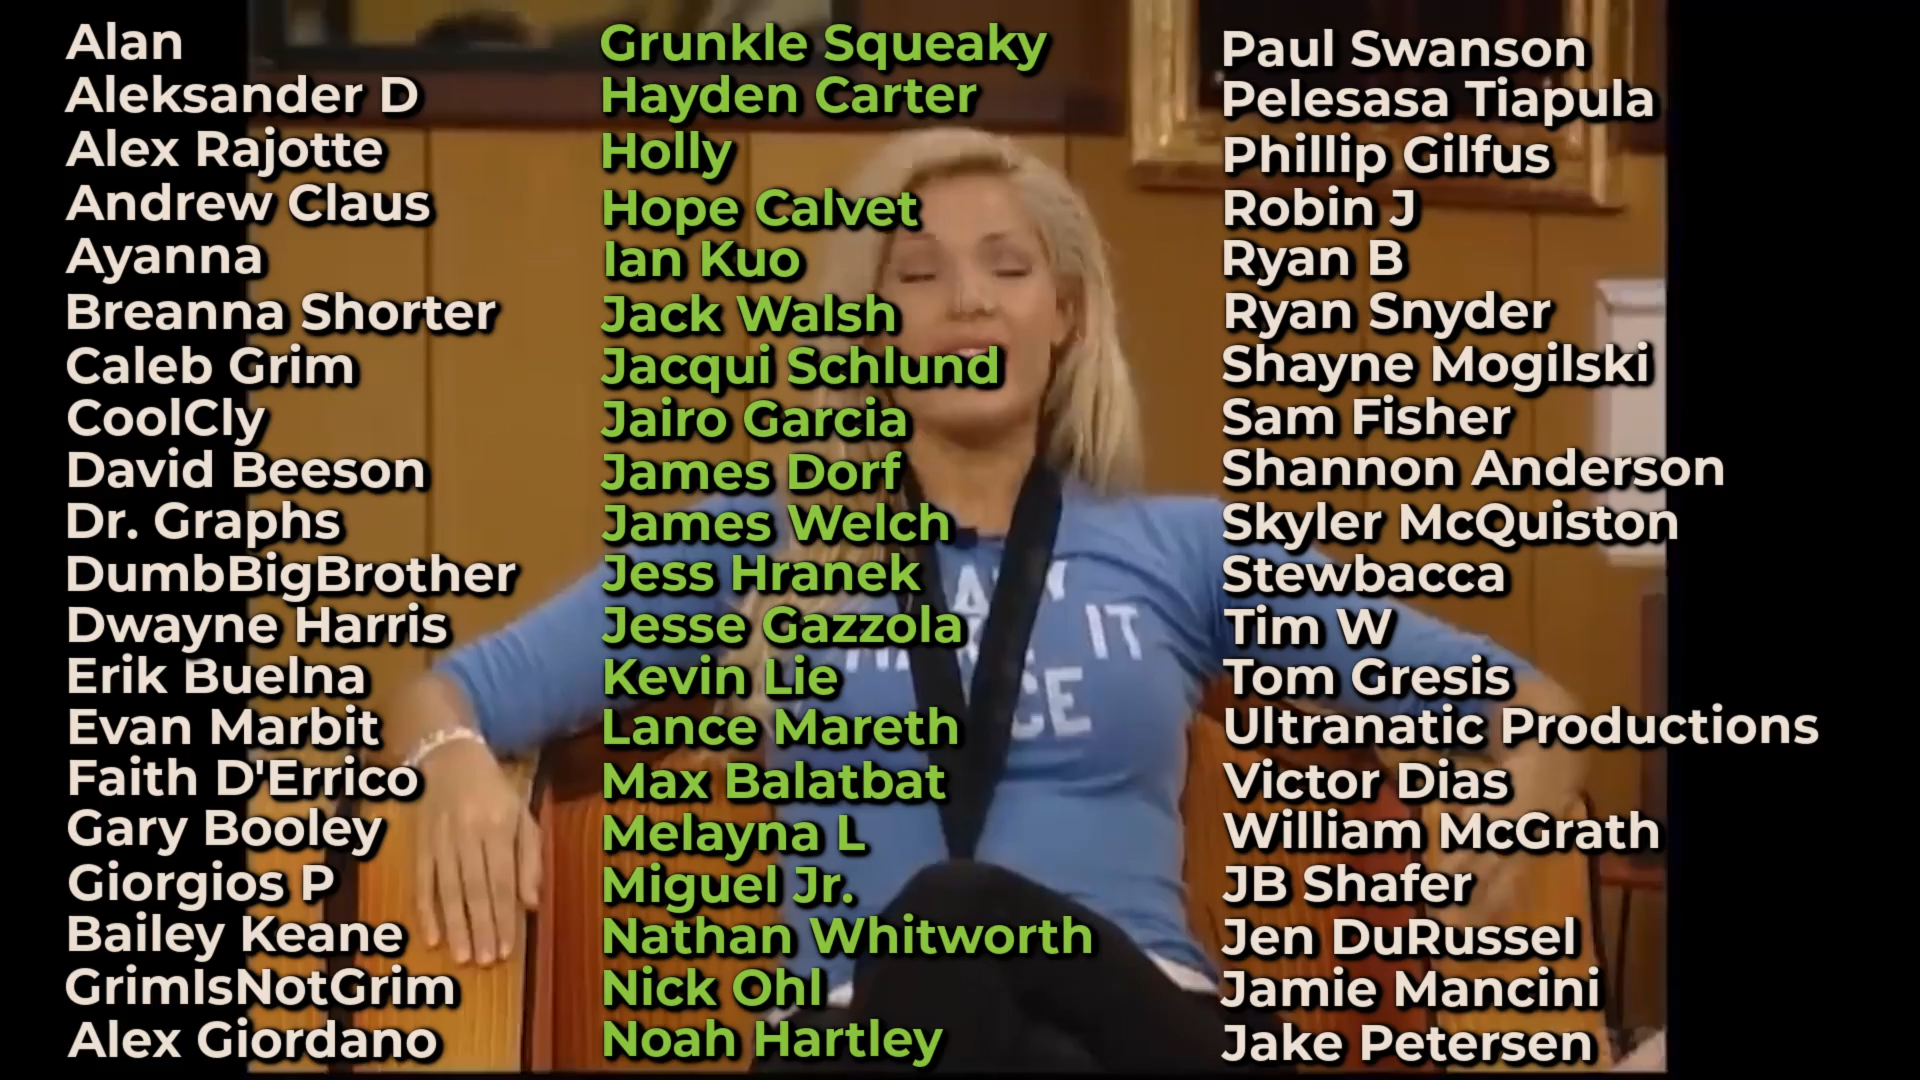 Alan
Aleksander D
Alex Rajotte
Andrew Claus
Ayanna
Breanna Shorter
Caleb Grim
CoolCly
David Beeson
Dr. Graphs
DumbBigBrother
Dwayne Harris
Erik Buelna
Evan Marbit
Faith D'Errico
Gary Booley
Giorgios P
Bailey Keane
GrimIsNotGrim
Alex Giordano
Grunkle Squeaky
Hayden Carter
Holly
Hope Calvet
Ian Kuo
Jack Walsh
Jacqui Schlund
Jairo Garcia
James Dorf
James Welch
Jess Hranek
Jesse Gazzola
Kevin Lie
Lance Mareth
Max Balatbat
Melayna L
Miguel Jr.
Nathan Whitworth
Nick Ohl
Noah Hartley
Paul Swanson
Pelesasa Tiapula
Phillip Gilfus
Robin J
Ryan B
Ryan Snyder
Shayne Mogilski
Sam Fisher
Shannon Anderson
Skyler McQuiston
Stewbacca
Tim W
Tom Gresis
Ultranatic Productions
Victor Dias
William McGrath
JB Shafer
Jen DuRussel
Jamie Mancini
Jake Petersen
IT